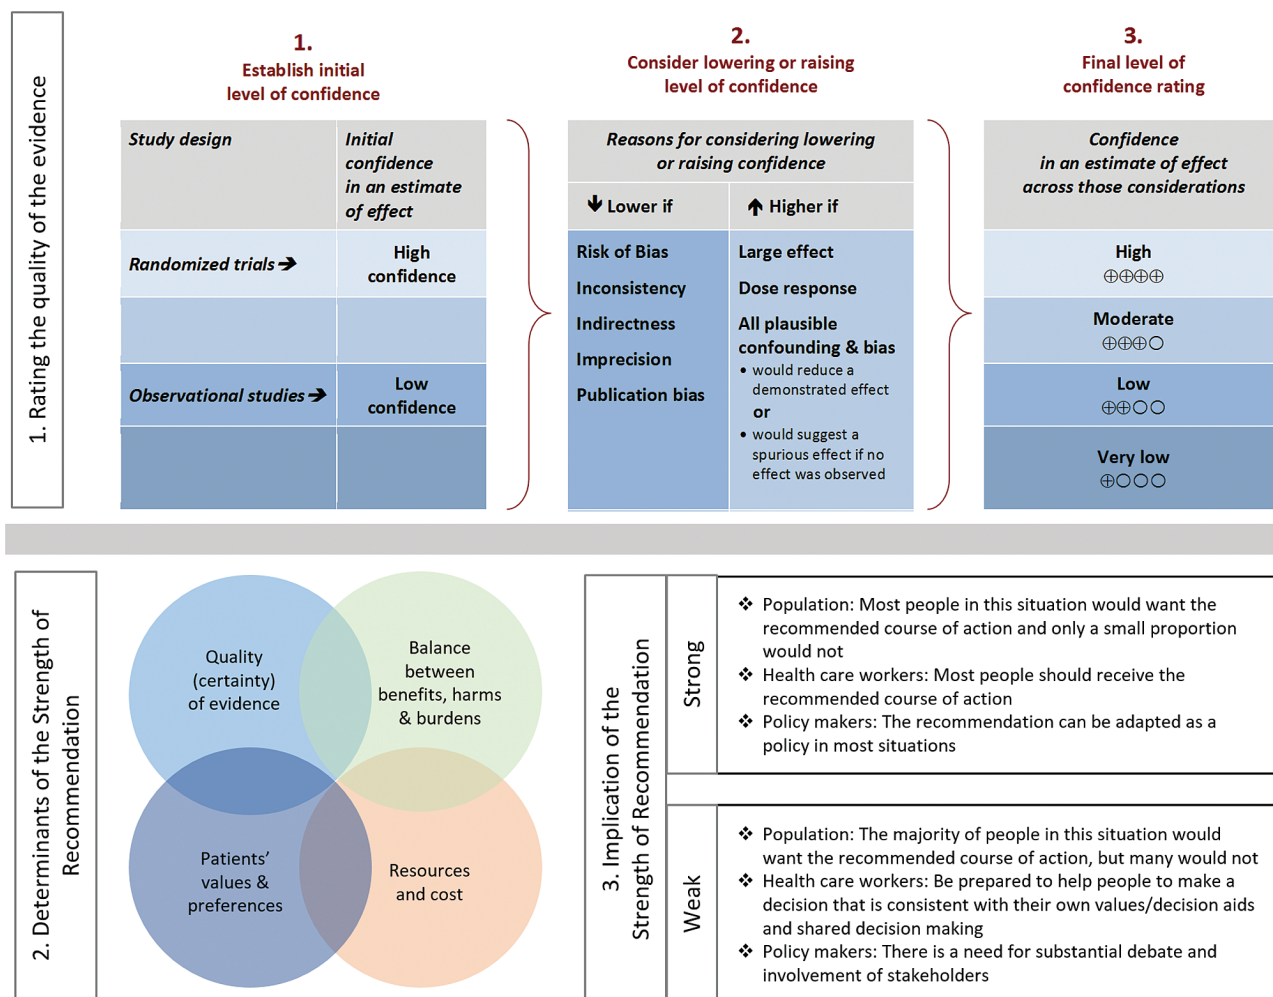 1. Rating the quality of the evidence
1.
Establish initial
level of confidence
2.
Consider lowering or raising
level of confidence
3.
Final level of
confidence rating
Study design
Initial
confidence
in an estimate
of effect
Randomized trials ➔
High
confidence
Observational studies ➔
Low
confidence
Reasons for considering lowering
or raising confidence
🡻 Lower if
🡹 Higher if
Risk of Bias
Inconsistency
Indirectness
Imprecision
Publication bias
Large effect
Dose response
All plausible
confounding & bias
• would reduce a
demonstrated effect
or
• would suggest a
spurious effect if no
effect was observed
Confidence
in an estimate of effect
across those considerations
High
⊕⊕⊕⊕
Moderate
⊕⊕⊕○
Low
⊕⊕○○
Very low
⊕○○○
2. Determinants of the Strength of
Recommendation
Quality
(certainty)
of evidence
Balance
between
benefits, harms
& burdens
Patients’
values &
preferences
Resources
and cost
3. Implication of the
Strength of Recommendation
Strong
❖ Population: Most people in this situation would want the
recommended course of action and only a small proportion
would not
❖ Health care workers: Most people should receive the
recommended course of action
❖ Policy makers: The recommendation can be adapted as a
policy in most situations
Weak
❖ Population: The majority of people in this situation would
want the recommended course of action, but many would not
❖ Health care workers: Be prepared to help people to make a
decision that is consistent with their own values/decision aids
and shared decision making
❖ Policy makers: There is a need for substantial debate and
involvement of stakeholders